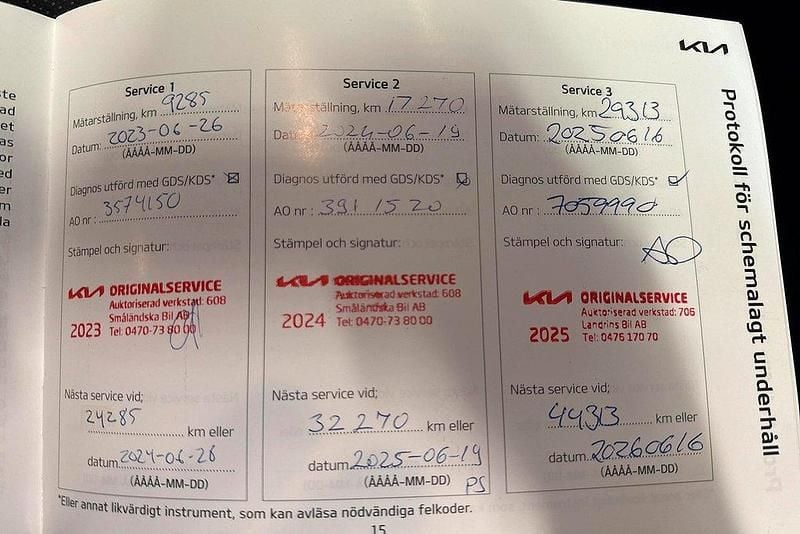 KIA
Protokoll för schemalagt underhåll
Service 1
Mätarställning, km 9285
Datum: 2023-06-26
(ÅÅÅÅ-MM-DD)
Diagnos utförd med GDS/KDS*
AO nr: 3574150
Stämpel och signatur:
KIA ORIGINALSERVICE
Auktoriserad verkstad: 608
Småländska Bil AB
2023 Tel: 0470-73 80 00
Nästa service vid;
24285 km eller
datum 2024-06-26
(ÅÅÅÅ-MM-DD)
Service 2
Mätarställning, km 17270
Datum: 2024-06-19
(ÅÅÅÅ-MM-DD)
Diagnos utförd med GDS/KDS*
AO nr: 3911520
Stämpel och signatur:
KIA ORIGINALSERVICE
Auktoriserad verkstad: 608
Småländska Bil AB
2024 Tel: 0470-73 80 00
Nästa service vid;
32270 km eller
datum 2025-06-19
(ÅÅÅÅ-MM-DD) PS
Service 3
Mätarställning, km 29313
Datum: 20250616
(ÅÅÅÅ-MM-DD)
Diagnos utförd med GDS/KDS*
AO nr: 7059990
Stämpel och signatur: AO
KIA ORIGINALSERVICE
Auktoriserad verkstad: 706
Landrins Bil AB
2025 Tel: 0476 170 70
Nästa service vid;
44313 km eller
datum. 20260616
(ÅÅÅÅ-MM-DD)
*Eller annat likvärdigt instrument, som kan avläsa nödvändiga felkoder.
15